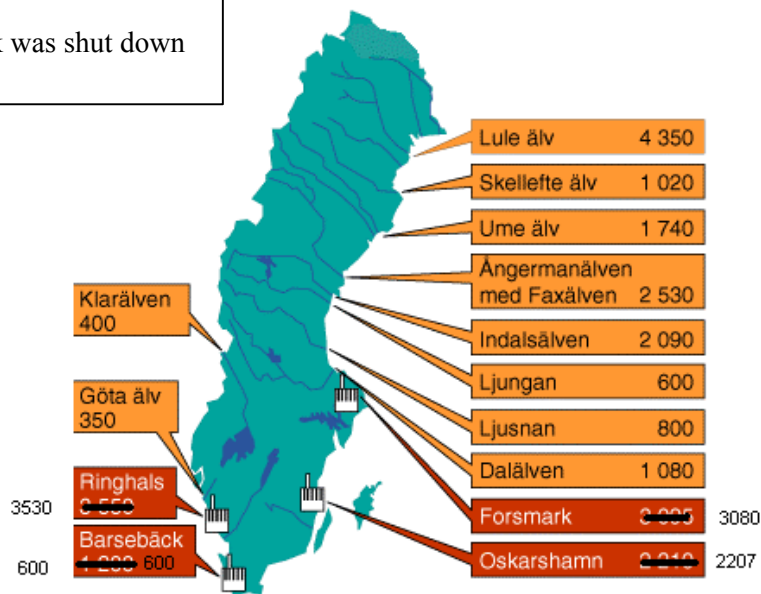 was shut down
Lule älv 4 350
Skellefte älv 1 020
Ume älv 1 740
Ångermanälven
med Faxälven 2 530
Klarälven
400
Indalsälven 2 090
Ljungan 600
Göta älv
350
Ljusnan 800
Dalälven 1 080
Ringhals
3530
Forsmark 3080
Barsebäck
600 600
Oskarshamn 2207